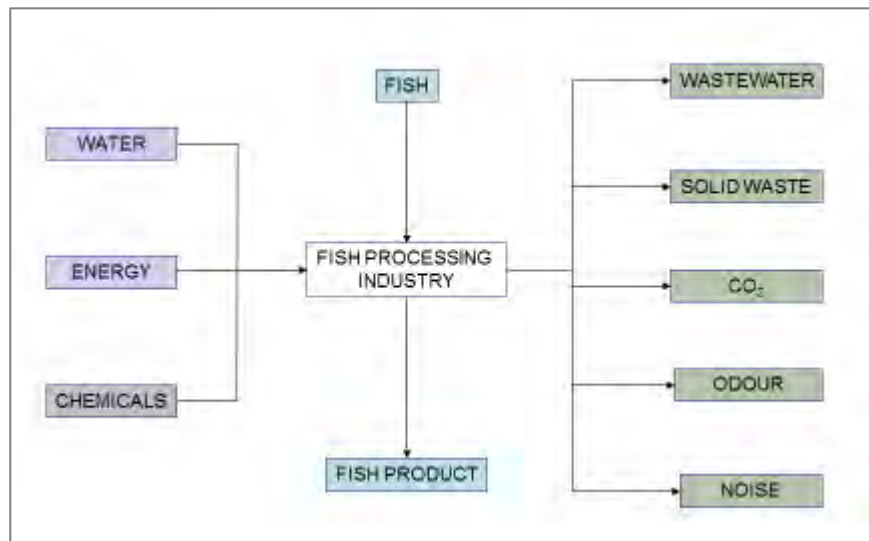 FISH
WASTEWATER
WATER
SOLID WASTE
ENERGY
FISH PROCESSING
INDUSTRY
CO₂
CHEMICALS
ODOUR
FISH PRODUCT
NOISE